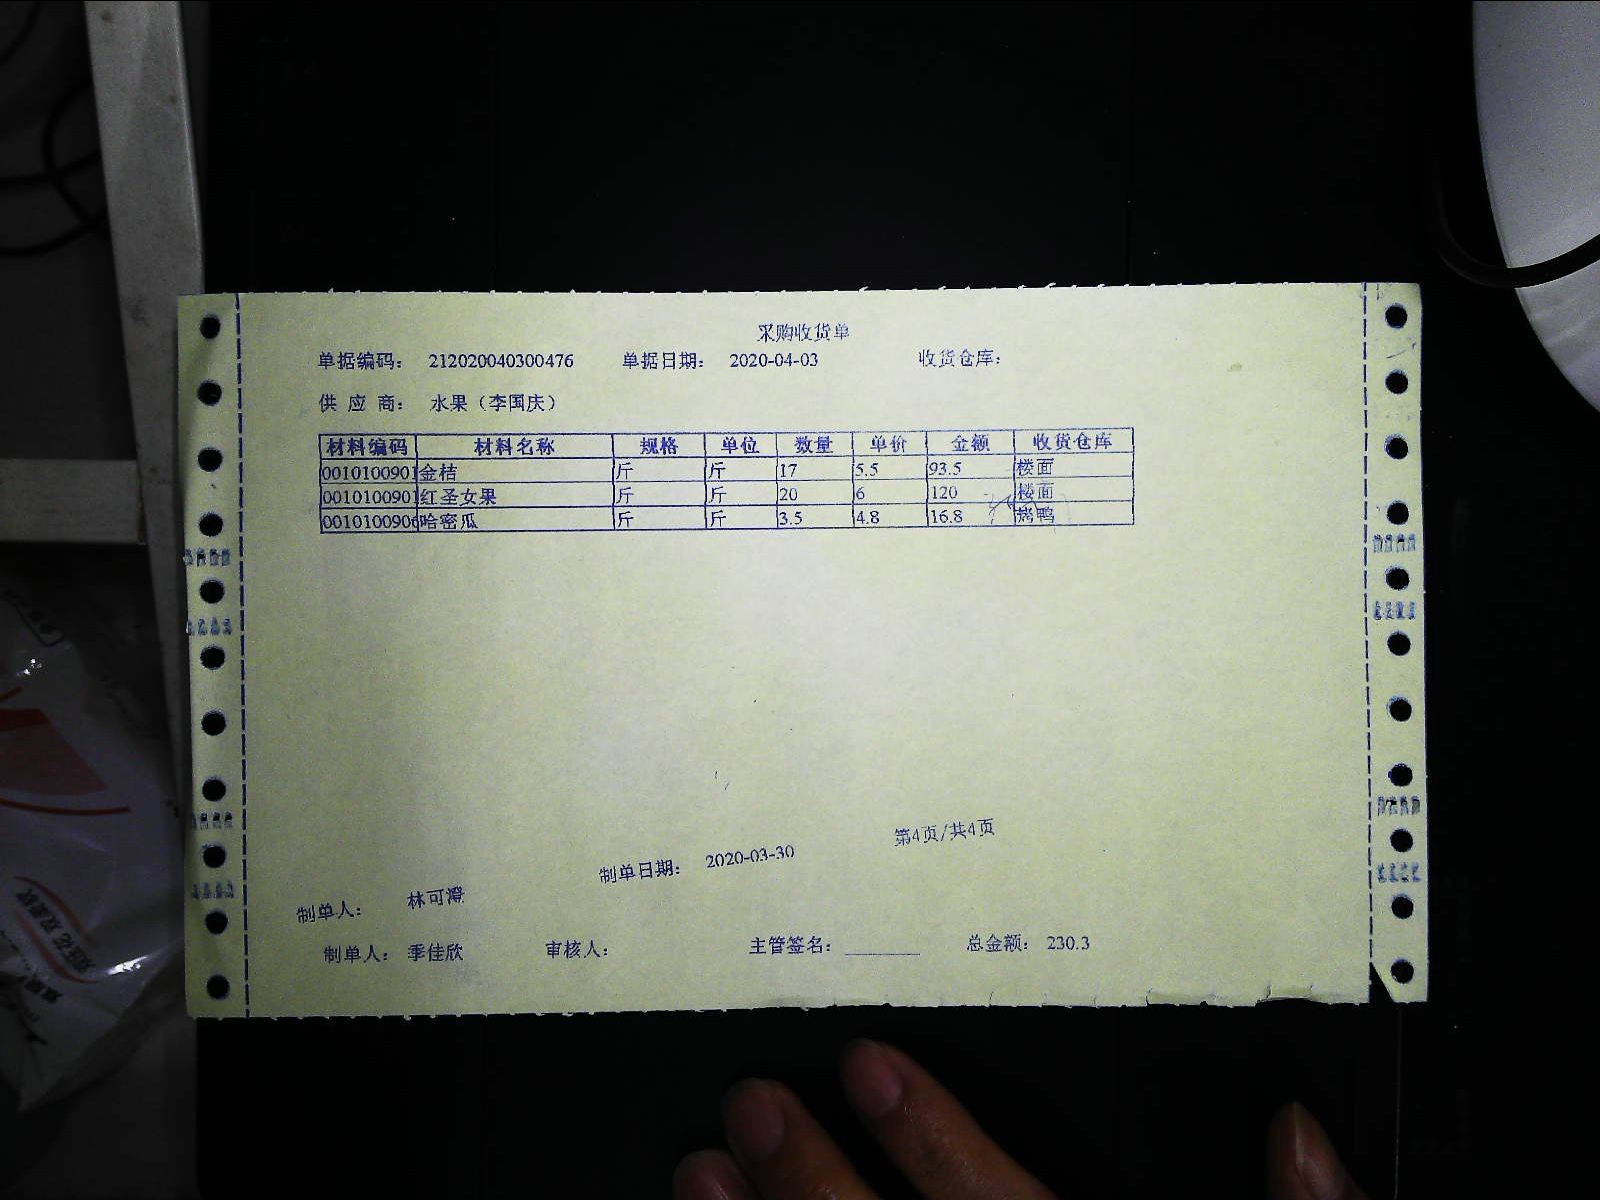 采购收货单
单据编码： 212020040300476 单据日期： 2020-04-03 收货仓库：
供 应 商： 水果（李国庆）
材料编码 材料名称 规格 单位 数量 单价 金额 收货仓库
0010100901 金桔 斤 斤 17 5.5 93.5 楼面
0010100901 红圣女果 斤 斤 20 6 120 楼面
0010100906 哈密瓜 斤 斤 3.5 4.8 16.8 烤鸭
第4页/共4页
制单日期： 2020-03-30
制单人： 林可澄
制单人： 季佳欣 审核人： 主管签名： 总金额： 230.3